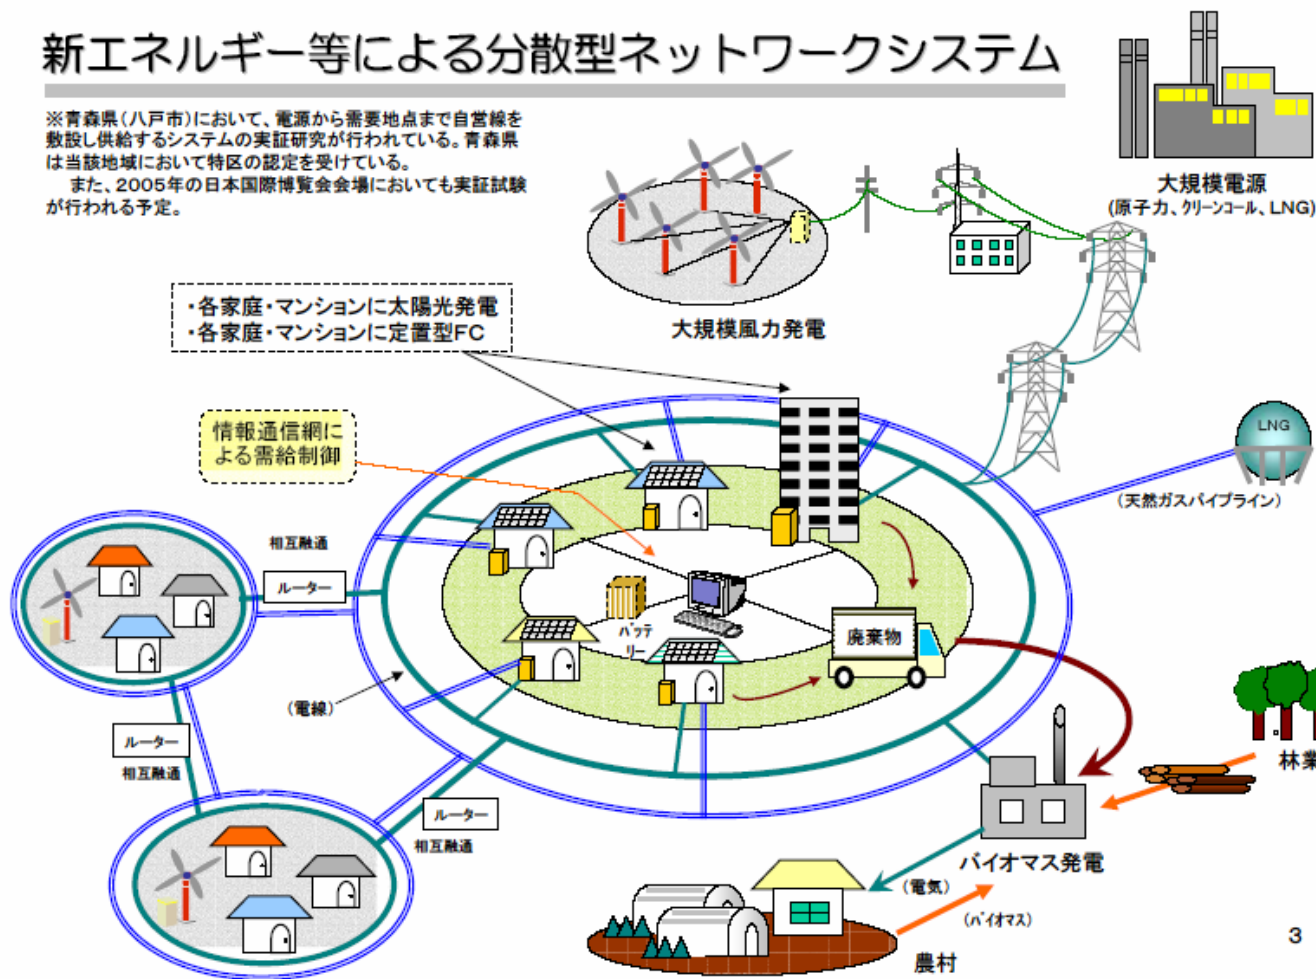 新エネルギー等による分散型ネットワークシステム
※青森県(八戸市)において、電源から需要地点まで自営線を
敷設し供給するシステムの実証研究が行われている。青森県
は当該地域において特区の認定を受けている。
また、2005年の日本国際博覧会会場においても実証試験
が行われる予定。
大規模電源
(原子力、クリーンコール、LNG)
大規模風力発電
・各家庭・マンションに太陽光発電
・各家庭・マンションに定置型FC
情報通信網に
よる需給制御
LNG
(天然ガスパイプライン)
相互融通
ルーター
バッテ
リー
廃棄物
(電線)
ルーター
相互融通
ルーター
相互融通
林業
バイオマス発電
(電気)
(バイオマス)
農村
3